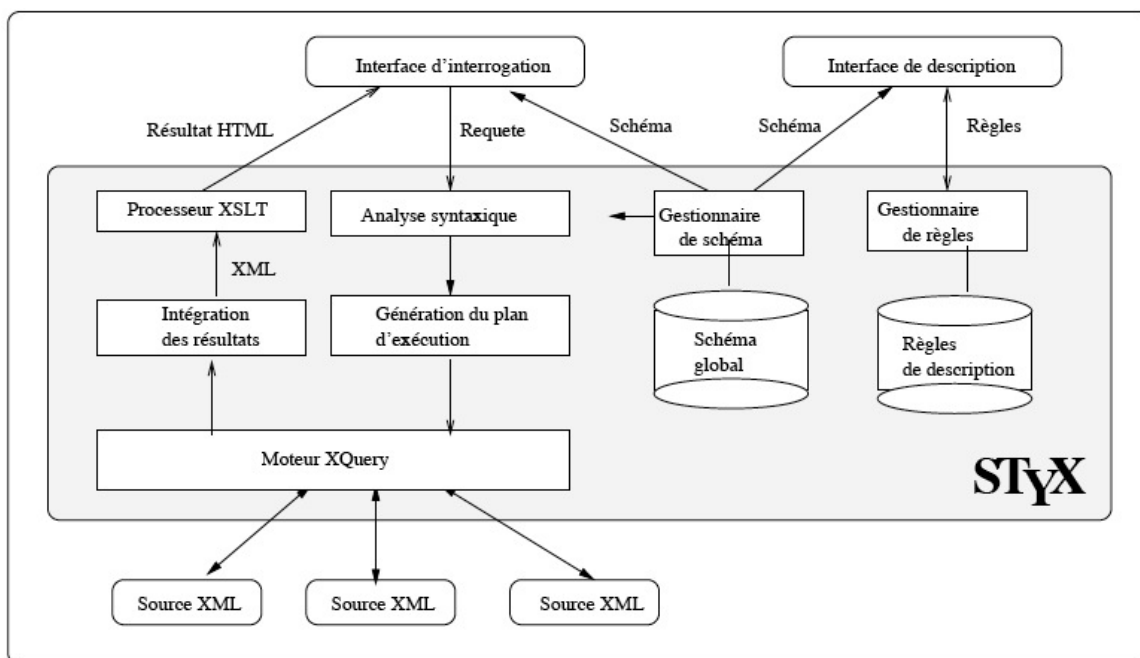 Interface d'interrogation
Interface de description
Résultat HTML
Requete
Schéma
Schéma
Règles
Processeur XSLT
Analyse syntaxique
Gestionnaire
de schéma
Gestionnaire
de règles
XML
Intégration
des résultats
Génération du plan
d'exécution
Schéma
global
Règles
de description
Moteur XQuery
STYX
Source XML
Source XML
Source XML